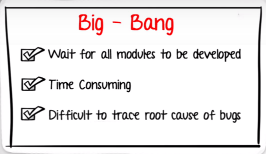 Big - Bang
Wait for all modules to be developed
Time Consuming
Difficult to trace root cause of bugs